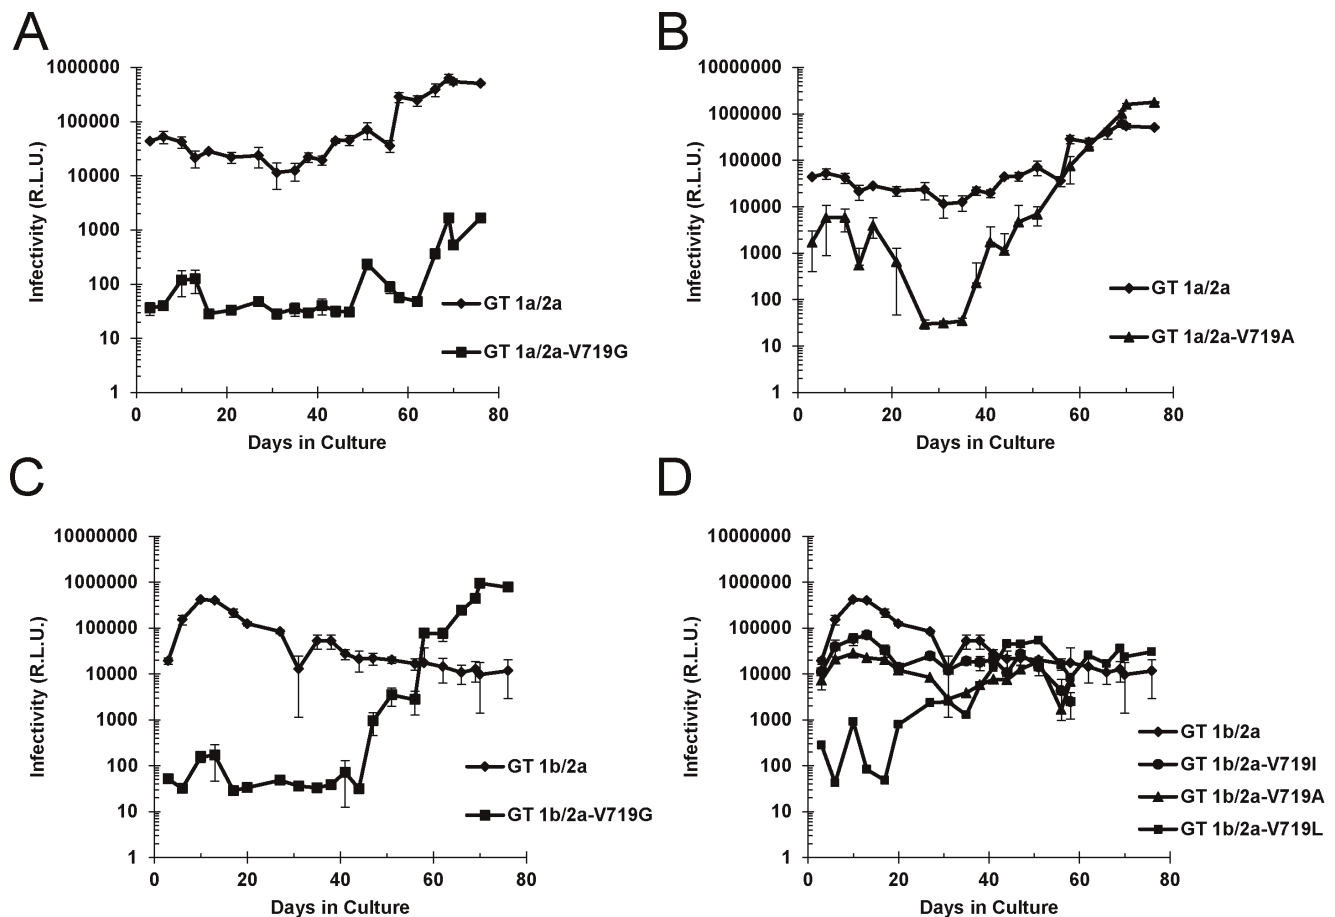 A
1000000
100000
10000
1000
100
10
1
Infectivity (R.L.U.)
0 20 40 60 80
Days in Culture
GT 1a/2a
GT 1a/2a-V719G
B
10000000
1000000
100000
10000
1000
100
10
1
Infectivity (R.L.U.)
0 20 40 60 80
Days in Culture
GT 1a/2a
GT 1a/2a-V719A
C
10000000
1000000
100000
10000
1000
100
10
1
Infectivity (R.L.U.)
0 20 40 60 80
Days in Culture
GT 1b/2a
GT 1b/2a-V719G
D
10000000
1000000
100000
10000
1000
100
10
1
Infectivity (R.L.U.)
0 20 40 60 80
Days in Culture
GT 1b/2a
GT 1b/2a-V719I
GT 1b/2a-V719A
GT 1b/2a-V719L